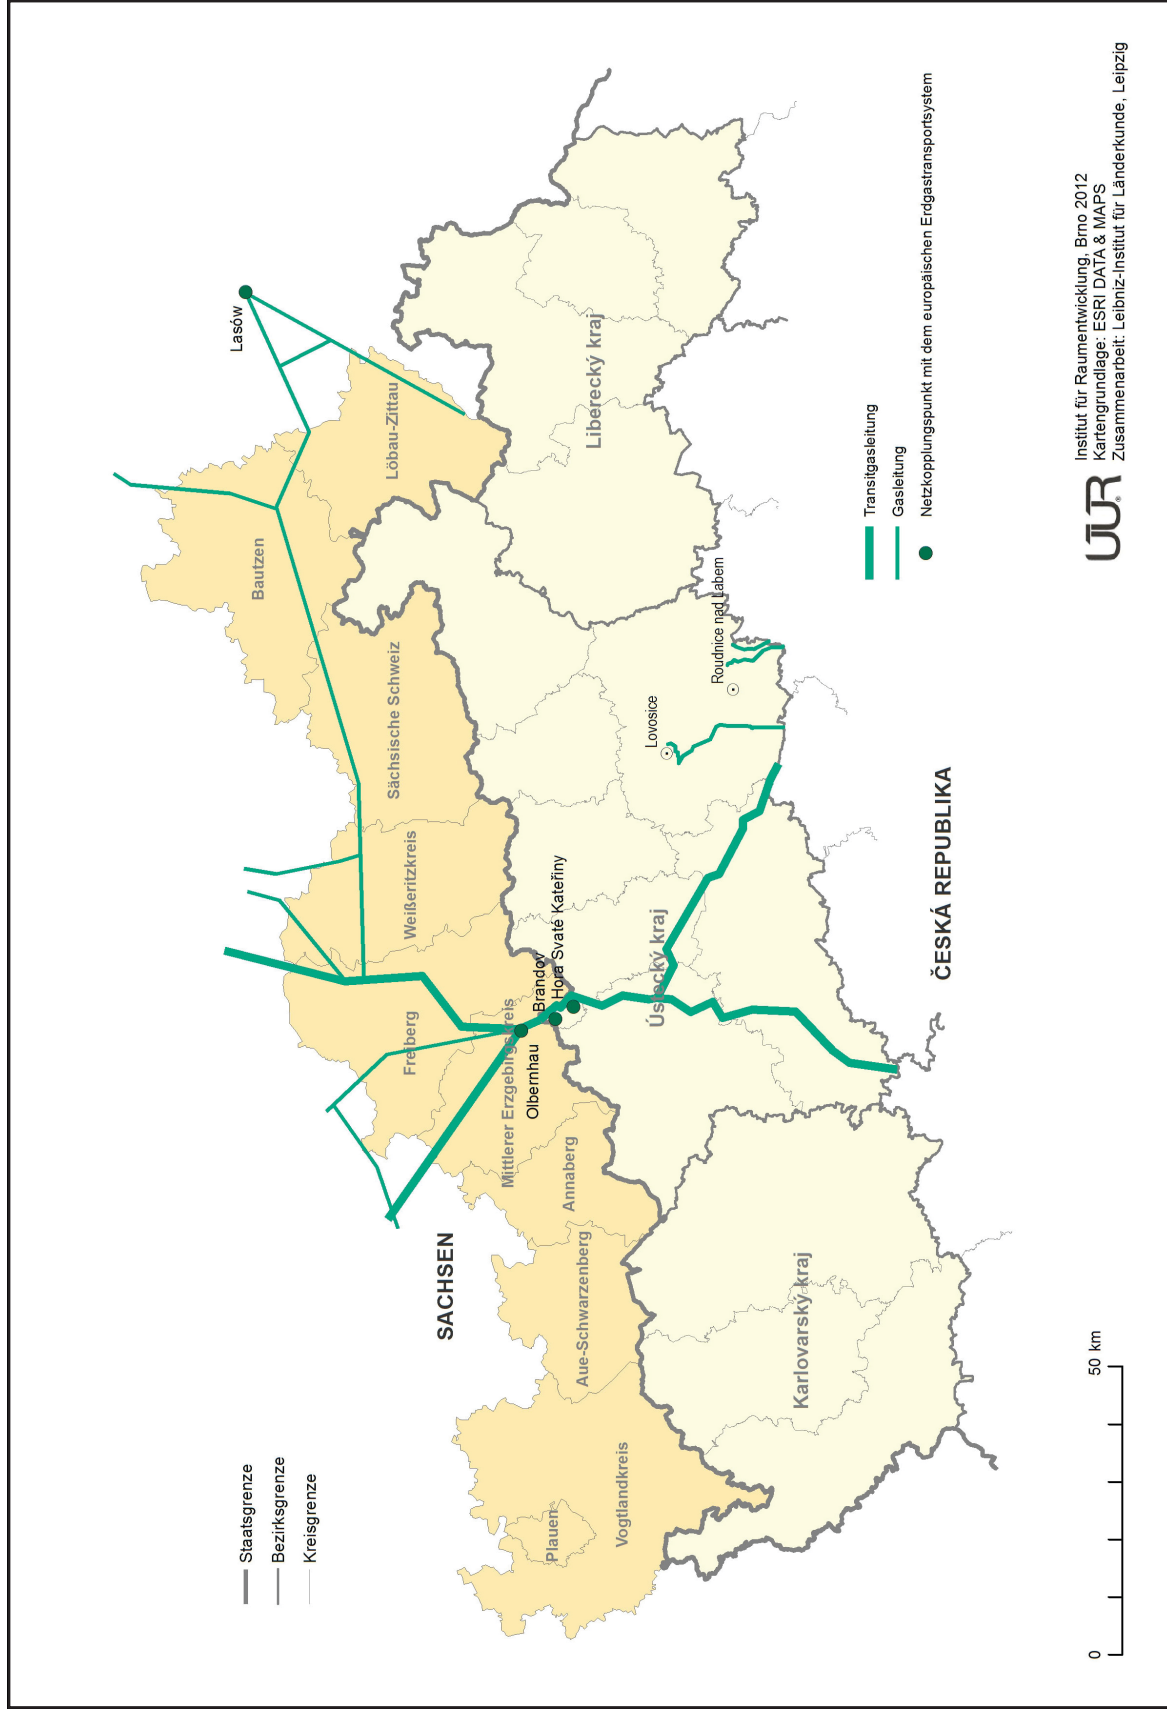 Staatsgrenze
Bezirksgrenze
Kreisgrenze
SACHSEN
Lasów
Bautzen
Löbau-Zittau
Sächsische Schweiz
Weißeritzkreis
Freiberg
Mittlerer Erzgebirgskreis
Annaberg
Aue-Schwarzenberg
Vogtlandkreis
Plauen
Olbernhau
Brandov
Hora Svaté Kateřiny
Liberecký kraj
Ústecký kraj
Karlovarský kraj
Lovosice
Roudnice nad Labem
ČESKÁ REPUBLIKA
Transitgasleitung
Gasleitung
Netzkopplungspunkt mit dem europäischen Erdgastransportsystem
0 50 km
ÚÚR®
Institut für Raumentwicklung, Brno 2012
Kartengrundlage: ESRI DATA & MAPS
Zusammenarbeit: Leibniz-Institut für Länderkunde, Leipzig